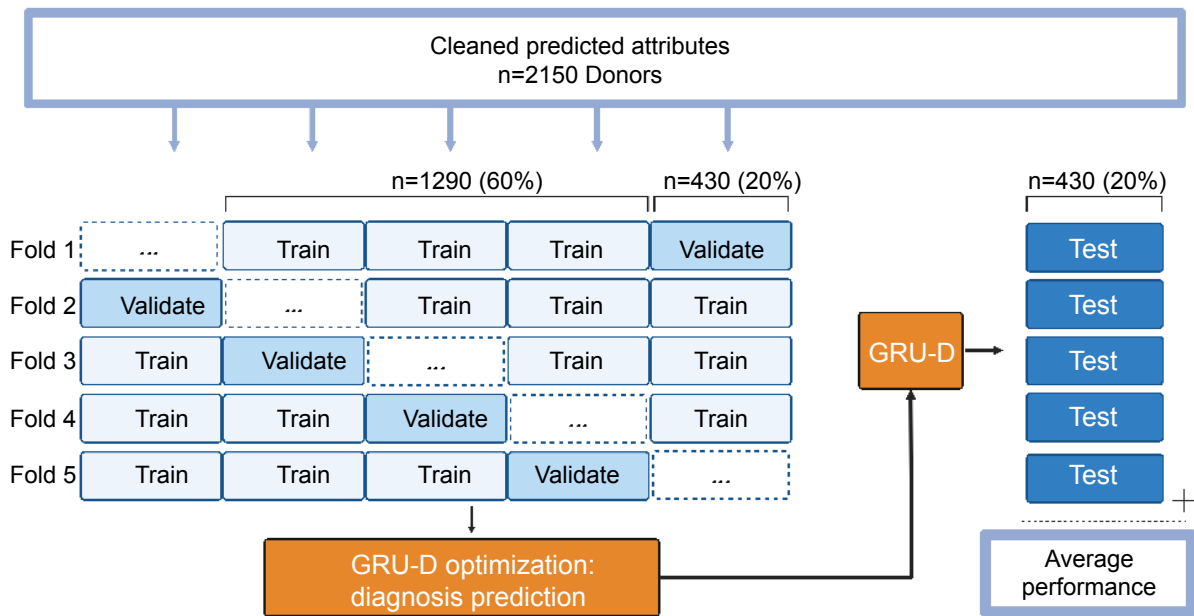 Cleaned predicted attributes
n=2150 Donors
n=1290 (60%) n=430 (20%) n=430 (20%)
Fold 1 ... Train Train Train Validate Test
Fold 2 Validate ... Train Train Train Test
Fold 3 Train Validate ... Train Train Test
GRU-D
Fold 4 Train Train Validate ... Train Test
Fold 5 Train Train Train Validate ... Test
+
GRU-D optimization:
diagnosis prediction
Average
performance